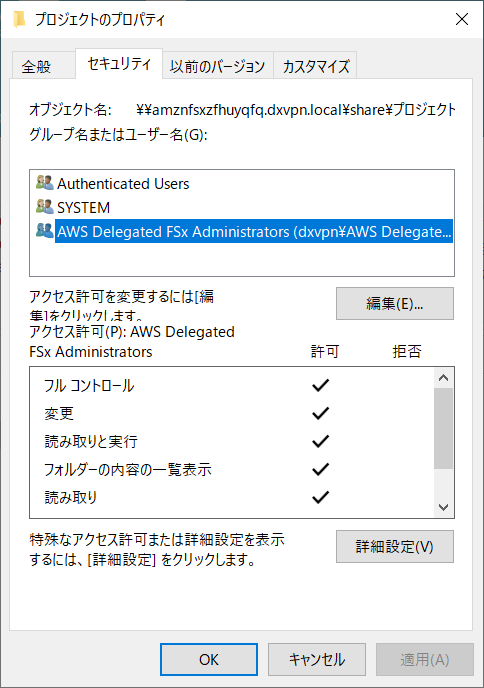 プロジェクトのプロパティ
全般 セキュリティ 以前のバージョン カスタマイズ
オブジェクト名: ¥¥amznfsxzfhuyqfq.dxvpn.local¥share¥プロジェクト
グループ名またはユーザー名(G):
Authenticated Users
SYSTEM
AWS Delegated FSx Administrators (dxvpn¥AWS Delegate...
アクセス許可を変更するには[編
集]をクリックします。
編集(E)...
アクセス許可(P): AWS Delegated
FSx Administrators 許可 拒否
フル コントロール
変更
読み取りと実行
フォルダーの内容の一覧表示
読み取り
特殊なアクセス許可または詳細設定を表示
するには、[詳細設定] をクリックします。
詳細設定(V)
OK キャンセル 適用(A)